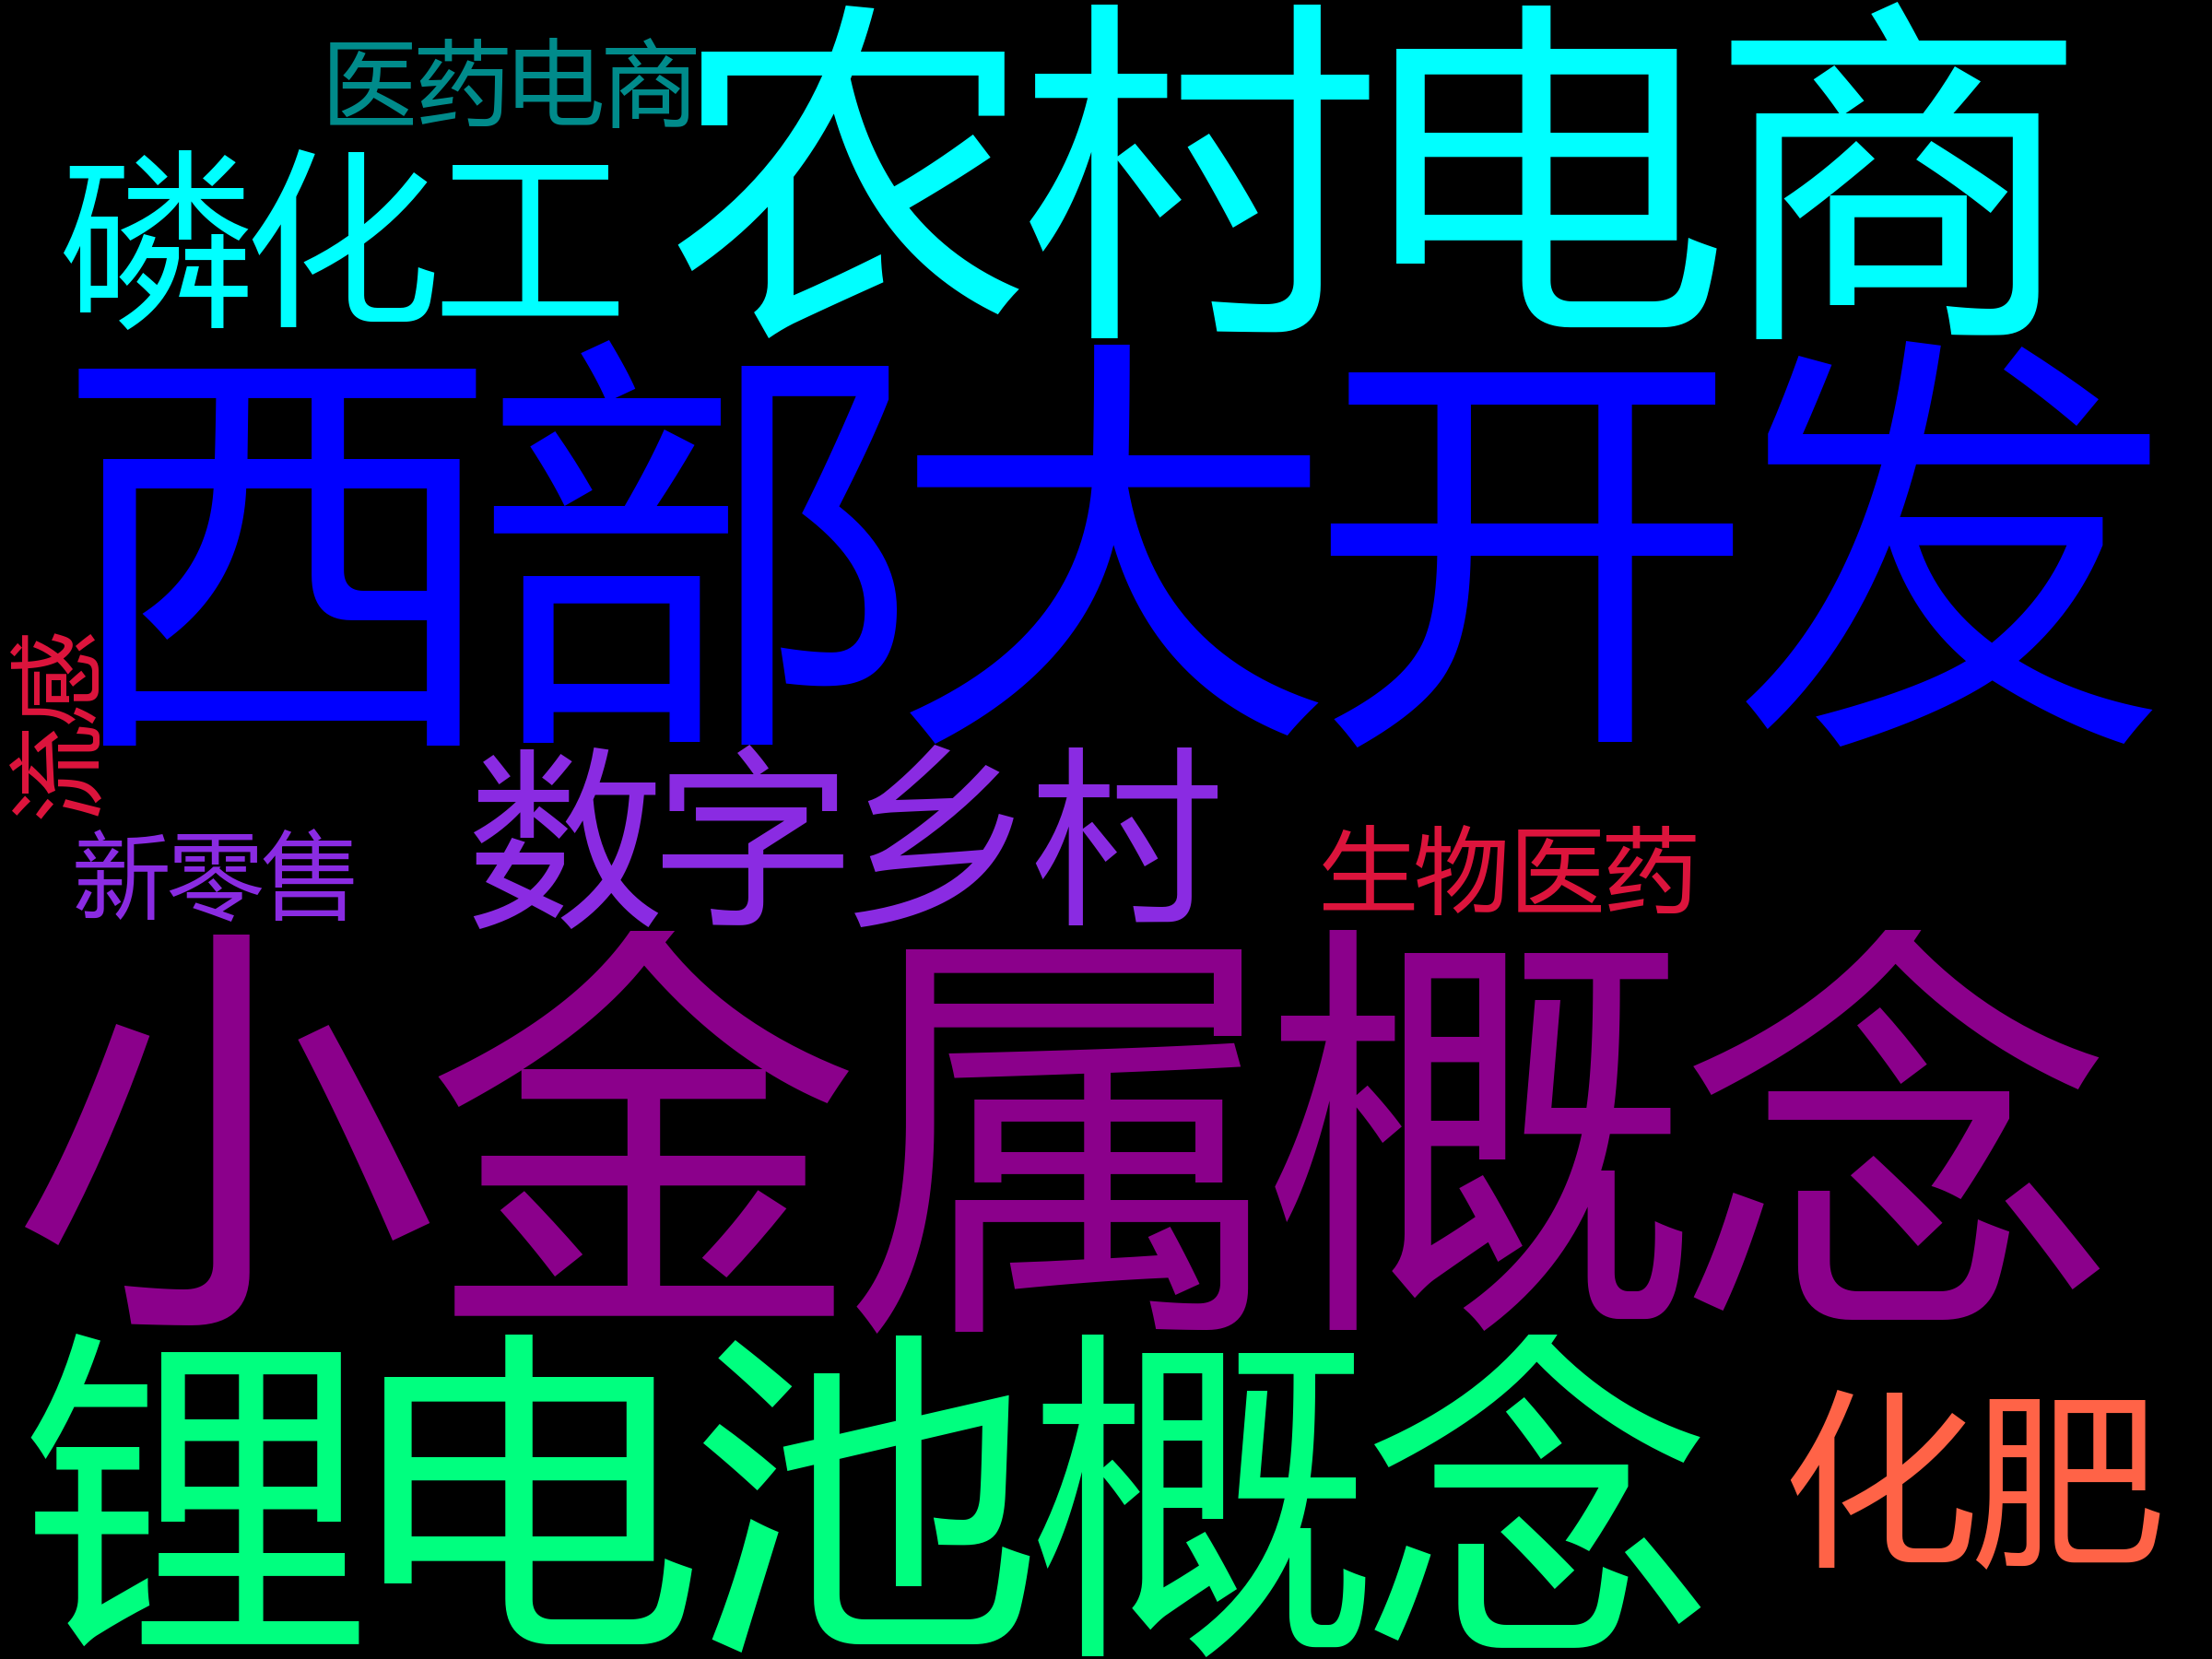 医药电商
农村电商
磷化工
西部大开发
流感
数字乡村
新零售
生物医药
小金属概念
锂电池概念
化肥